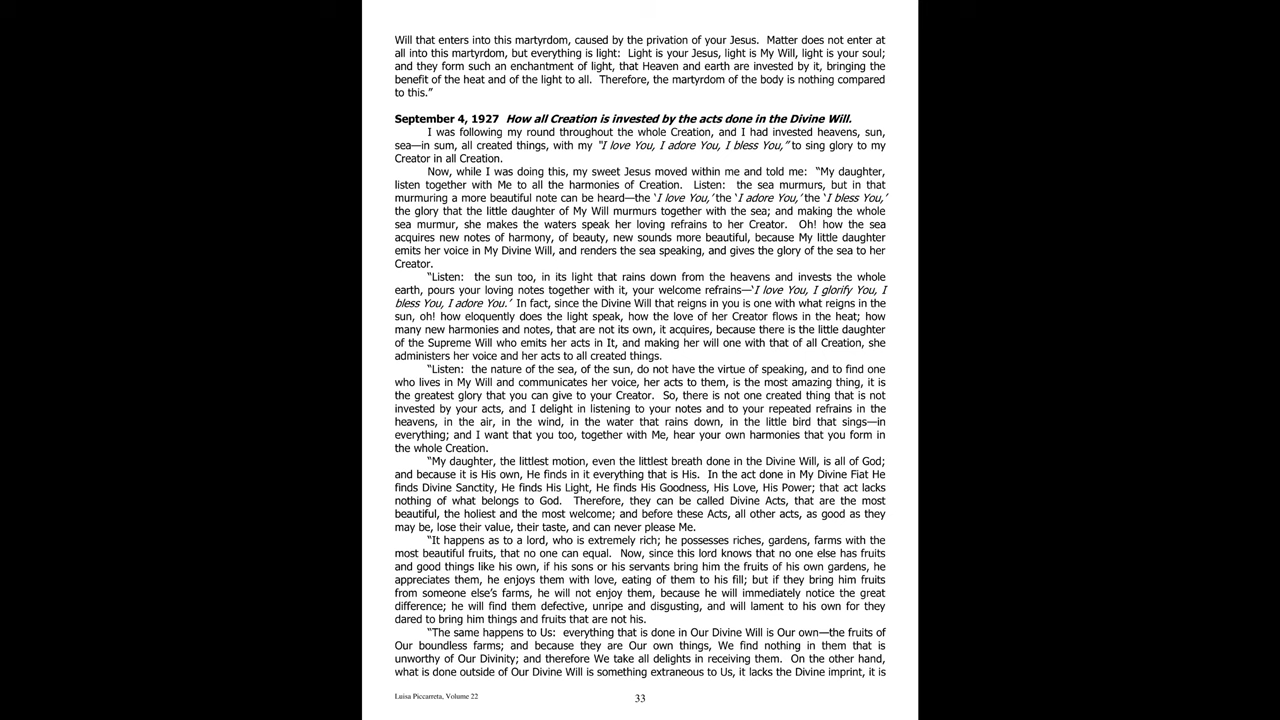 Will that enters into this martyrdom, caused by the privation of your Jesus.  Matter does not enter at
all into this martyrdom, but everything is light:  Light is your Jesus, light is My Will, light is your soul;
and they form such an enchantment of light, that Heaven and earth are invested by it, bringing the
benefit of the heat and of the light to all.  Therefore, the martyrdom of the body is nothing compared
to this.”
September 4, 1927  How all Creation is invested by the acts done in the Divine Will.
I was following my round throughout the whole Creation, and I had invested heavens, sun,
sea—in sum, all created things, with my “I love You, I adore You, I bless You,” to sing glory to my
Creator in all Creation.
Now, while I was doing this, my sweet Jesus moved within me and told me:  “My daughter,
listen together with Me to all the harmonies of Creation.  Listen:  the sea murmurs, but in that
murmuring a more beautiful note can be heard—the ‘I love You,’ the ‘I adore You,’ the ‘I bless You,’
the glory that the little daughter of My Will murmurs together with the sea; and making the whole
sea murmur, she makes the waters speak her loving refrains to her Creator.  Oh! how the sea
acquires new notes of harmony, of beauty, new sounds more beautiful, because My little daughter
emits her voice in My Divine Will, and renders the sea speaking, and gives the glory of the sea to her
Creator.
“Listen:  the sun too, in its light that rains down from the heavens and invests the whole
earth, pours your loving notes together with it, your welcome refrains—‘I love You, I glorify You, I
bless You, I adore You.’ In fact, since the Divine Will that reigns in you is one with what reigns in the
sun, oh! how eloquently does the light speak, how the love of her Creator flows in the heat; how
many new harmonies and notes, that are not its own, it acquires, because there is the little daughter
of the Supreme Will who emits her acts in It, and making her will one with that of all Creation, she
administers her voice and her acts to all created things.
“Listen:  the nature of the sea, of the sun, do not have the virtue of speaking, and to find one
who lives in My Will and communicates her voice, her acts to them, is the most amazing thing, it is
the greatest glory that you can give to your Creator.  So, there is not one created thing that is not
invested by your acts, and I delight in listening to your notes and to your repeated refrains in the
heavens, in the air, in the wind, in the water that rains down, in the little bird that sings—in
everything; and I want that you too, together with Me, hear your own harmonies that you form in
the whole Creation.
“My daughter, the littlest motion, even the littlest breath done in the Divine Will, is all of God;
and because it is His own, He finds in it everything that is His.  In the act done in My Divine Fiat He
finds Divine Sanctity, He finds His Light, He finds His Goodness, His Love, His Power; that act lacks
nothing of what belongs to God.  Therefore, they can be called Divine Acts, that are the most
beautiful, the holiest and the most welcome; and before these Acts, all other acts, as good as they
may be, lose their value, their taste, and can never please Me.
“It happens as to a lord, who is extremely rich; he possesses riches, gardens, farms with the
most beautiful fruits, that no one can equal.  Now, since this lord knows that no one else has fruits
and good things like his own, if his sons or his servants bring him the fruits of his own gardens, he
appreciates them, he enjoys them with love, eating of them to his fill; but if they bring him fruits
from someone else’s farms, he will not enjoy them, because he will immediately notice the great
difference; he will find them defective, unripe and disgusting, and will lament to his own for they
dared to bring him things and fruits that are not his.
“The same happens to Us:  everything that is done in Our Divine Will is Our own—the fruits of
Our boundless farms; and because they are Our own things, We find nothing in them that is
unworthy of Our Divinity; and therefore We take all delights in receiving them.  On the other hand,
what is done outside of Our Divine Will is something extraneous to Us, it lacks the Divine imprint, it is
Luisa Piccarreta, Volume 22
33